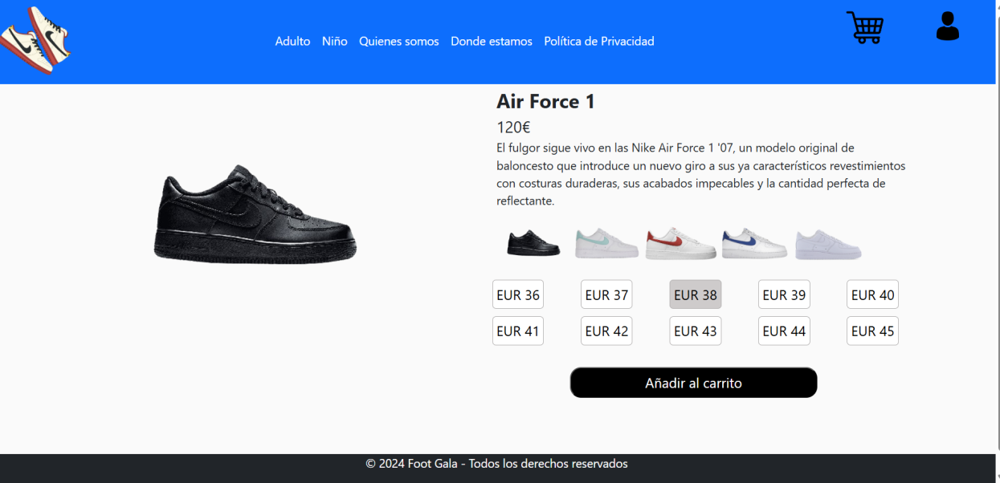 Adulto Niño Quienes somos Donde estamos Política de Privacidad
Air Force 1
120€
El fulgor sigue vivo en las Nike Air Force 1 '07, un modelo original de
baloncesto que introduce un nuevo giro a sus ya característicos revestimientos
con costuras duraderas, sus acabados impecables y la cantidad perfecta de
reflectante.
EUR 36 EUR 37 EUR 38 EUR 39 EUR 40
EUR 41 EUR 42 EUR 43 EUR 44 EUR 45
Añadir al carrito
© 2024 Foot Gala - Todos los derechos reservados